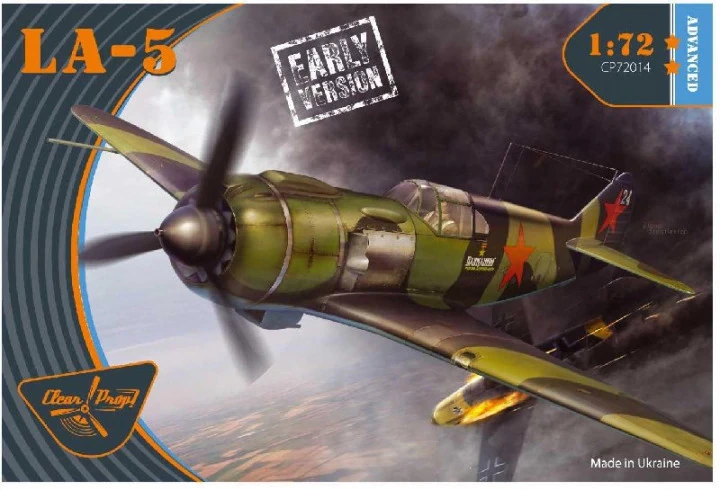 LA-5
EARLY
VERSION
1:72
CP72014
ADVANCED
24
Clear Prop!
Made in Ukraine